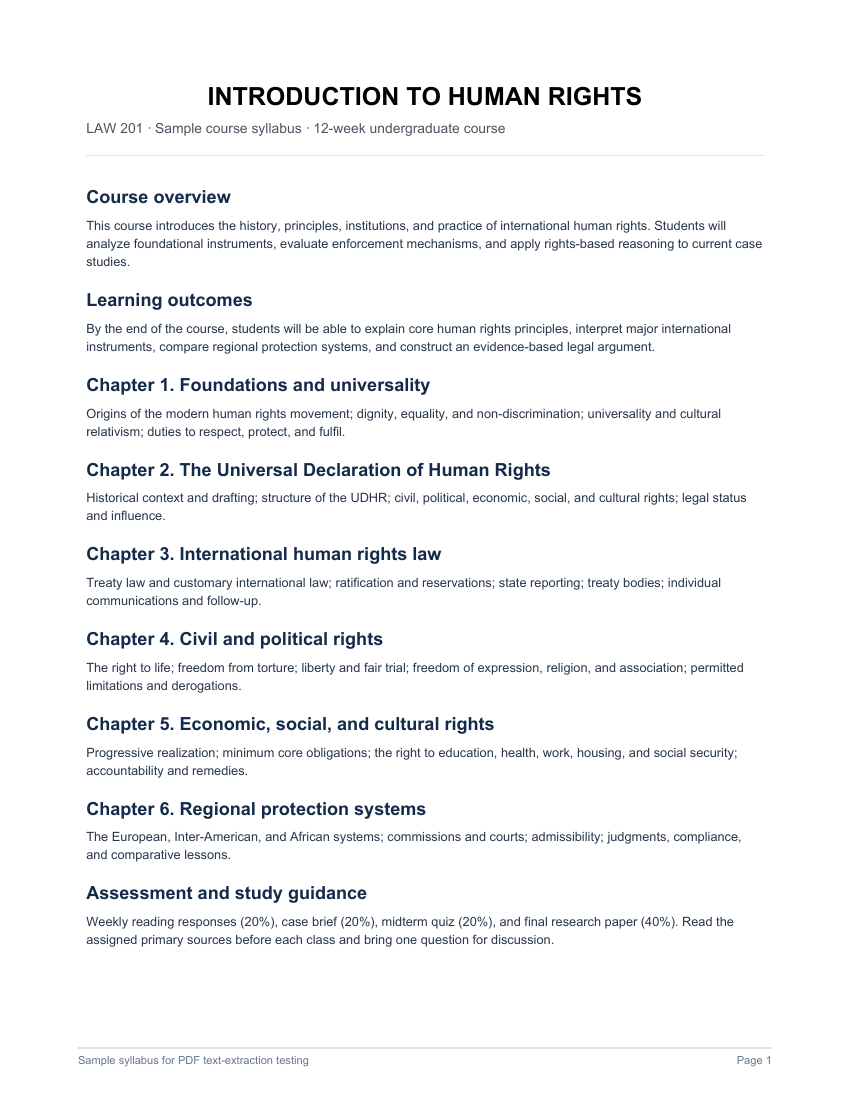 INTRODUCTION TO HUMAN RIGHTS
LAW 201 · Sample course syllabus · 12-week undergraduate course
Course overview
This course introduces the history, principles, institutions, and practice of international human rights. Students will
analyze foundational instruments, evaluate enforcement mechanisms, and apply rights-based reasoning to current case
studies.
Learning outcomes
By the end of the course, students will be able to explain core human rights principles, interpret major international
instruments, compare regional protection systems, and construct an evidence-based legal argument.
Chapter 1. Foundations and universality
Origins of the modern human rights movement; dignity, equality, and non-discrimination; universality and cultural
relativism; duties to respect, protect, and fulfil.
Chapter 2. The Universal Declaration of Human Rights
Historical context and drafting; structure of the UDHR; civil, political, economic, social, and cultural rights; legal status
and influence.
Chapter 3. International human rights law
Treaty law and customary international law; ratification and reservations; state reporting; treaty bodies; individual
communications and follow-up.
Chapter 4. Civil and political rights
The right to life; freedom from torture; liberty and fair trial; freedom of expression, religion, and association; permitted
limitations and derogations.
Chapter 5. Economic, social, and cultural rights
Progressive realization; minimum core obligations; the right to education, health, work, housing, and social security;
accountability and remedies.
Chapter 6. Regional protection systems
The European, Inter-American, and African systems; commissions and courts; admissibility; judgments, compliance,
and comparative lessons.
Assessment and study guidance
Weekly reading responses (20%), case brief (20%), midterm quiz (20%), and final research paper (40%). Read the
assigned primary sources before each class and bring one question for discussion.
Sample syllabus for PDF text-extraction testing
Page 1